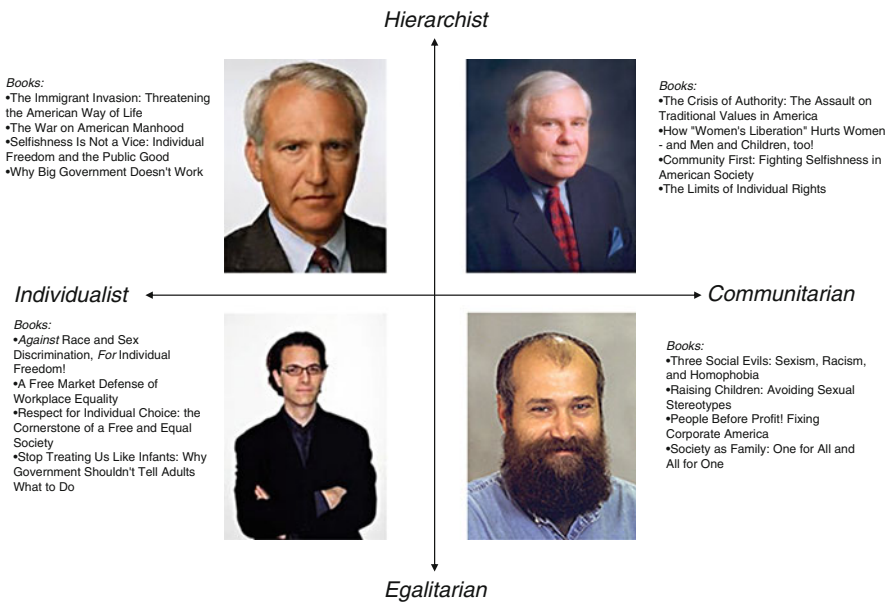 Hierarchist
Books:
•The Immigrant Invasion: Threatening
the American Way of Life
•The War on American Manhood
•Selfishness Is Not a Vice: Individual
Freedom and the Public Good
•Why Big Government Doesn't Work
Books:
•The Crisis of Authority: The Assault on
Traditional Values in America
•How "Women's Liberation" Hurts Women
- and Men and Children, too!
•Community First: Fighting Selfishness in
American Society
•The Limits of Individual Rights
Individualist
Communitarian
Books:
•Against Race and Sex
Discrimination, For Individual
Freedom!
•A Free Market Defense of
Workplace Equality
•Respect for Individual Choice: the
Cornerstone of a Free and Equal
Society
•Stop Treating Us Like Infants: Why
Government Shouldn't Tell Adults
What to Do
Books:
•Three Social Evils: Sexism, Racism,
and Homophobia
•Raising Children: Avoiding Sexual
Stereotypes
•People Before Profit! Fixing
Corporate America
•Society as Family: One for All and
All for One
Egalitarian